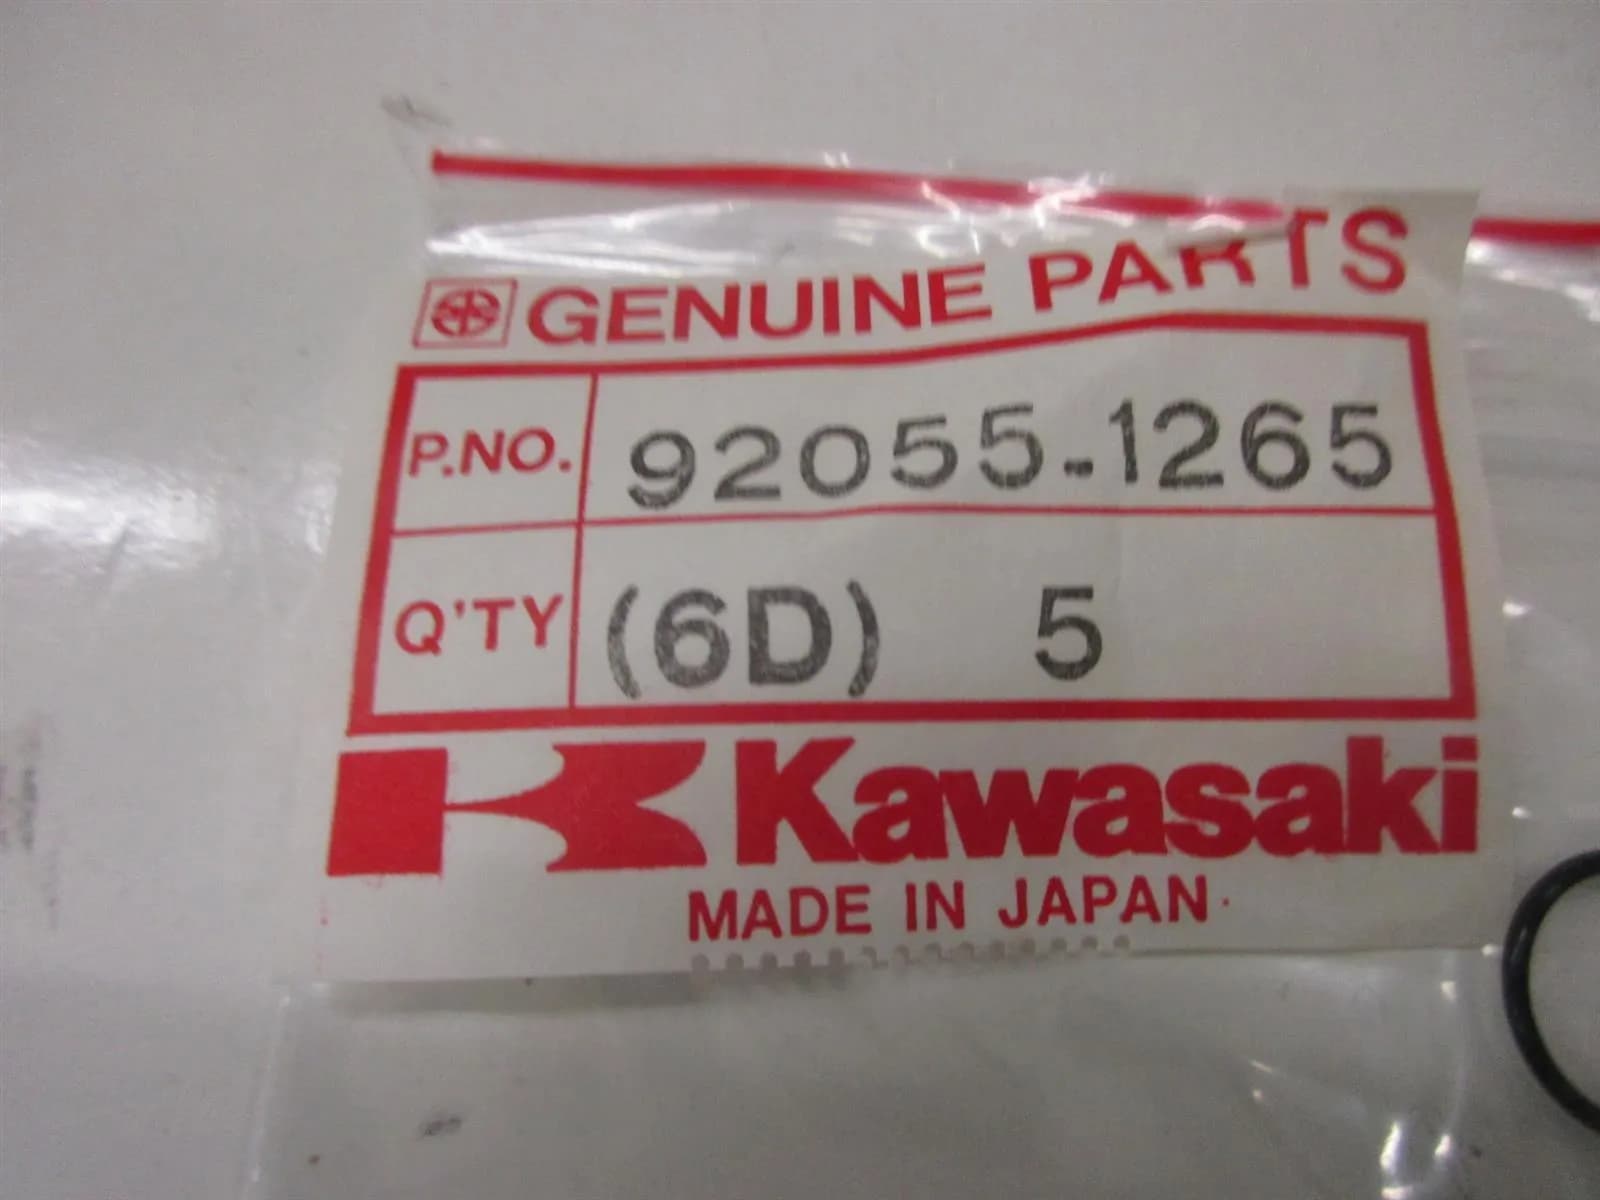 GENUINE PARTS
P.NO. 92055-1265
Q'TY (6D) 5
Kawasaki
MADE IN JAPAN